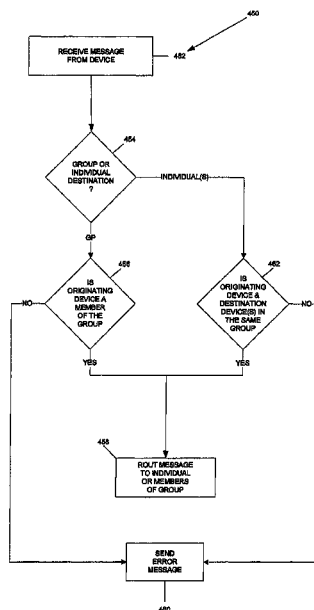 450
RECEIVE MESSAGE
FROM DEVICE
452
454
GROUP OR
INDIVIDUAL
DESTINATION
?
INDIVIDUAL(S)
GP
456
462
IS
ORIGINATING
DEVICE A
MEMBER
OF THE
GROUP
NO
IS
ORIGINATING
DEVICE &
DESTINATION
DEVICE(S) IN
THE SAME
GROUP
NO
YES
YES
458
ROUT MESSAGE
TO INDIVIDUAL
OR MEMBERS
OF GROUP
SEND
ERROR
MESSAGE
460